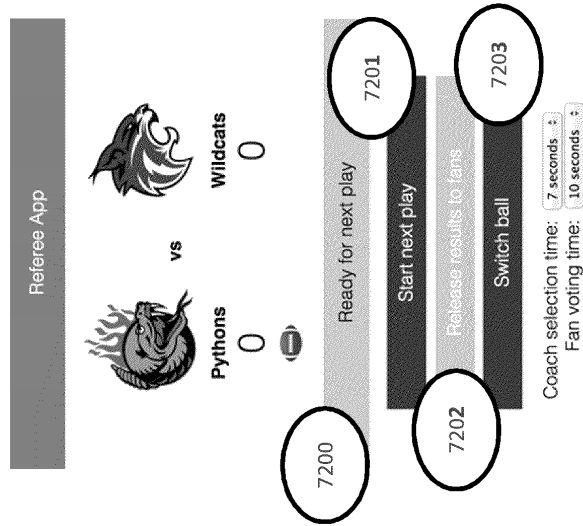 Referee App
vs
Pythons
Wildcats
0
0
7200
Ready for next play
7201
Start next play
7202
Release results to fans
7203
Switch ball
Coach selection time: 7 seconds
Fan voting time: 10 seconds